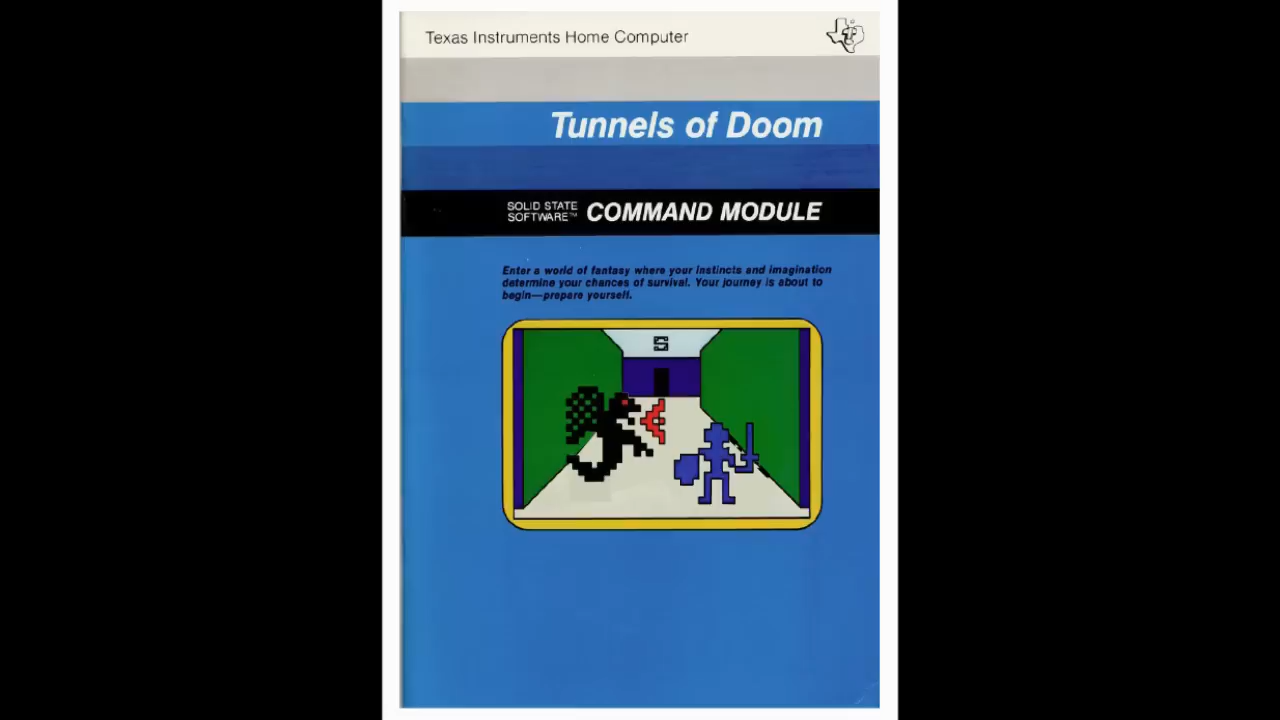 Texas Instruments Home Computer
Tunnels of Doom
SOLID STATE
SOFTWARE™ COMMAND MODULE
Enter a world of fantasy where your instincts and imagination
determine your chances of survival. Your journey is about to
begin—prepare yourself.
S